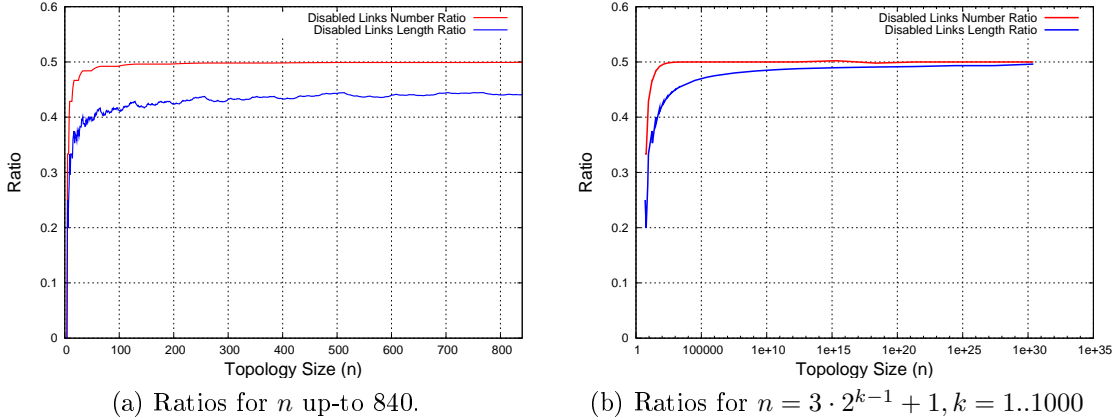 Disabled Links Number Ratio
Disabled Links Length Ratio
0.6
0.5
0.4
0.3
0.2
0.1
0
Ratio
0 100 200 300 400 500 600 700 800
Topology Size (n)
(a) Ratios for n up-to 840.
Disabled Links Number Ratio
Disabled Links Length Ratio
0.6
0.5
0.4
0.3
0.2
0.1
0
Ratio
1 100000 1e+10 1e+15 1e+20 1e+25 1e+30 1e+35
Topology Size (n)
(b) Ratios for n = 3 · 2^{k−1} + 1, k = 1..1000